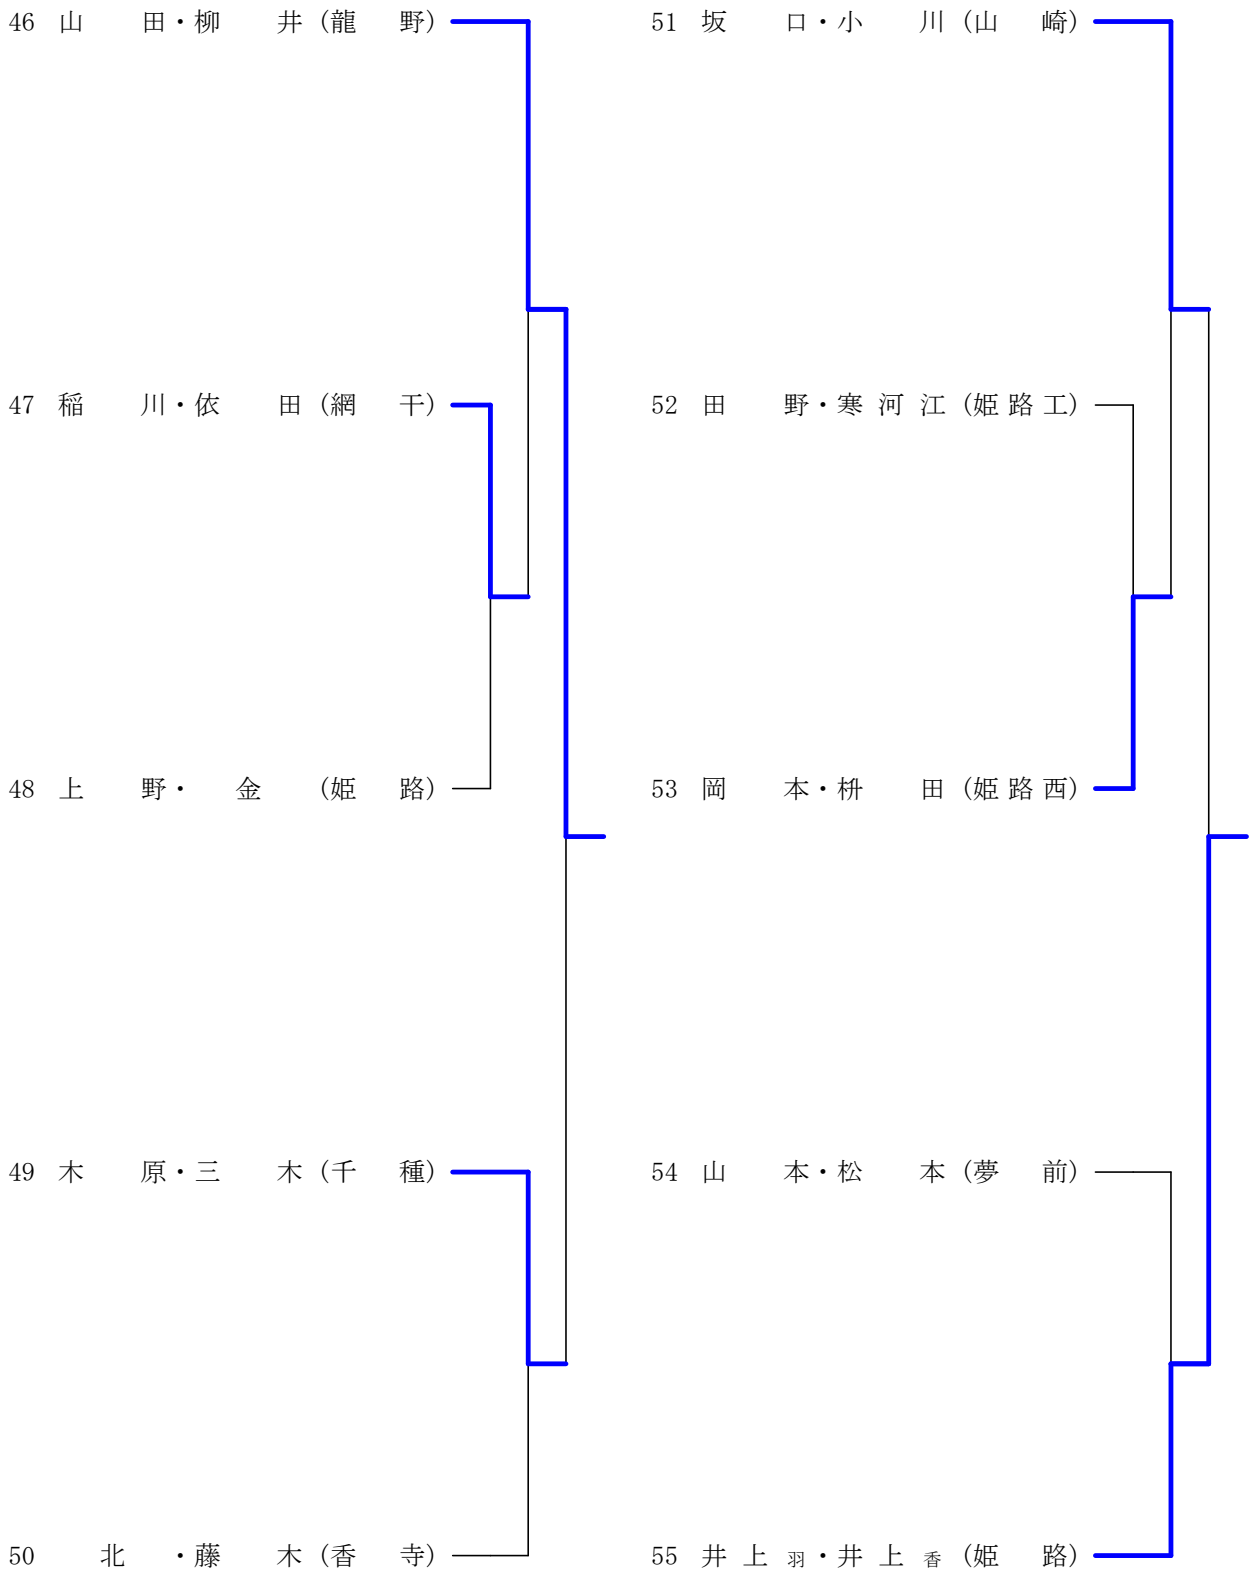 46 山 田・柳 井 (龍 野)
47 稲 川・依 田 (網 干)
48 上 野・ 金 (姫 路)
49 木 原・三 木 (千 種)
50 北 ・藤 木 (香 寺)
51 坂 口・小 川 (山 崎)
52 田 野・寒 河 江 (姫 路 工)
53 岡 本・枡 田 (姫 路 西)
54 山 本・松 本 (夢 前)
55 井 上 羽・井 上 香 (姫 路)